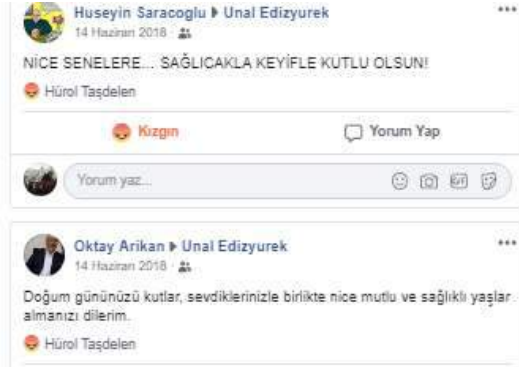 Huseyin Saracoglu ▶ Unal Edizyurek
14 Haziran 2018 ·
NİCE SENELERE... SAĞLICAKLA KEYİFLE KUTLU OLSUN!
Hürol Taşdelen
Kızgın Yorum Yap
Yorum yaz...
GIF
Oktay Arikan ▶ Unal Edizyurek
14 Haziran 2018 ·
Doğum gününüzü kutlar, sevdiklerinizle birlikte nice mutlu ve sağlıklı yaşlar
almanızı dilerim.
Hürol Taşdelen